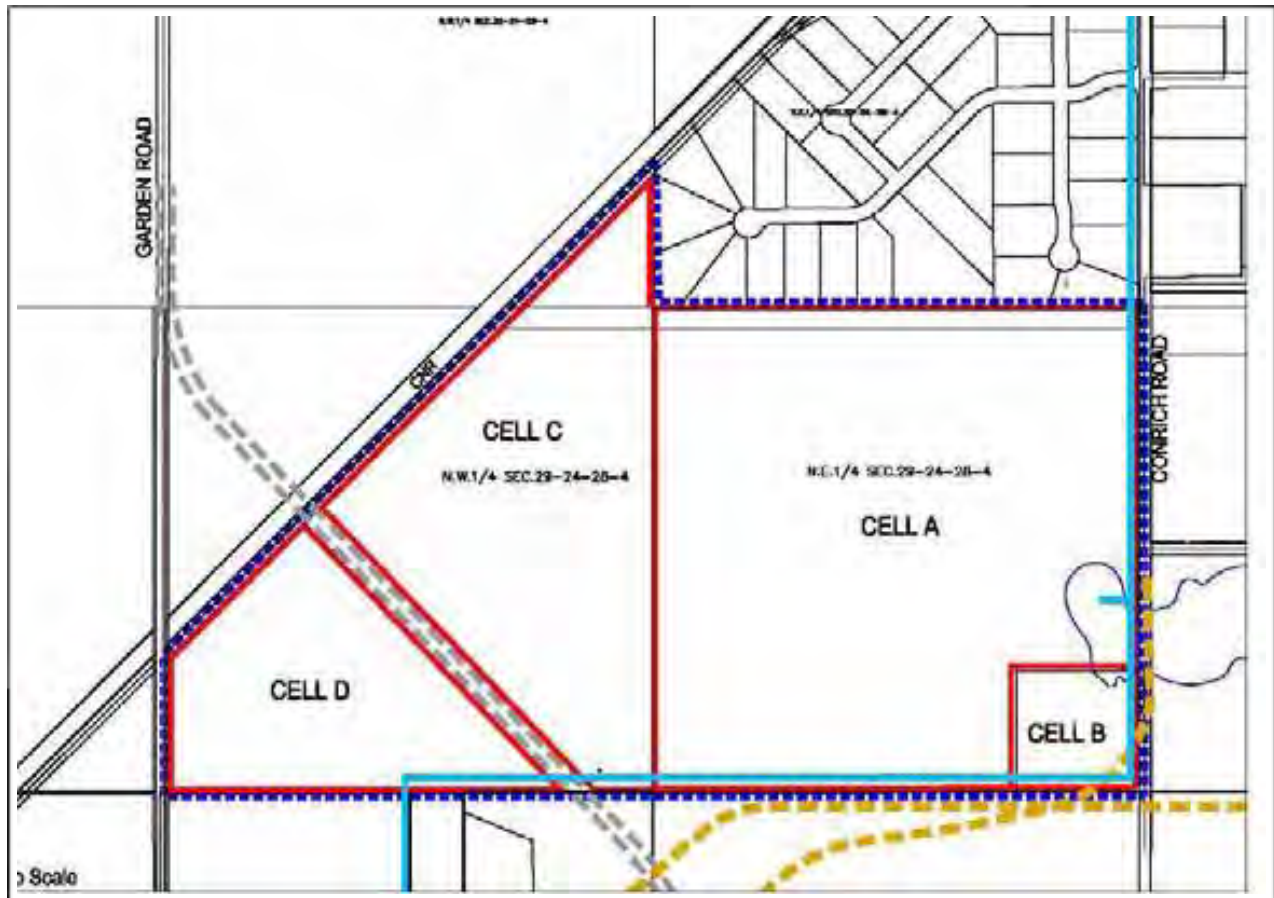 GARDEN ROAD
CNR
CONRICH ROAD
CELL C
N.W.1/4 SEC.29-24-28-4
N.E.1/4 SEC.29-24-28-4
CELL A
CELL D
CELL B
Scale